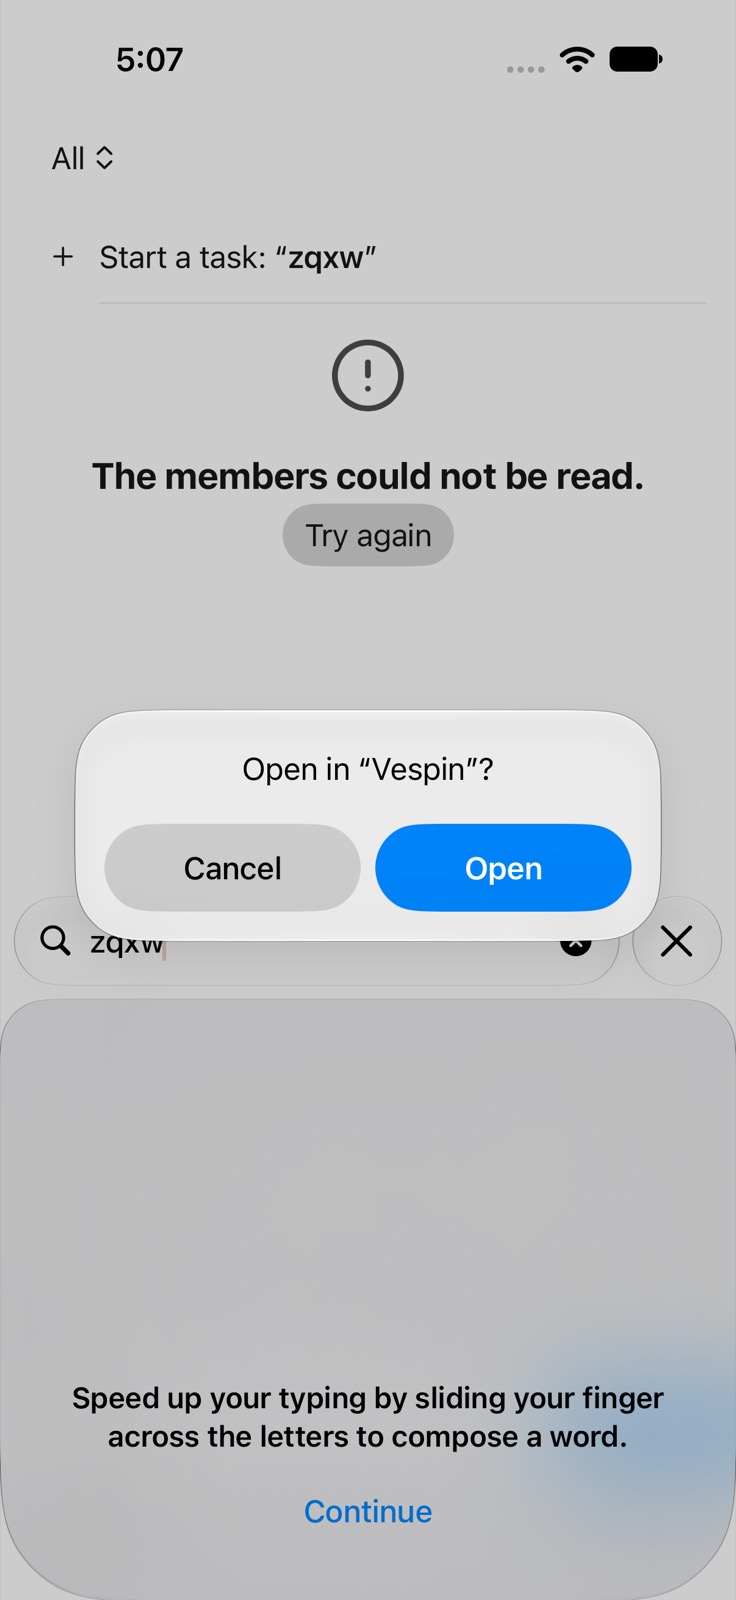 5:07
All
Start a task: “zqxw”
The members could not be read.
Try again
Open in “Vespin”?
Cancel
Open
zqxw
Speed up your typing by sliding your finger
across the letters to compose a word.
Continue